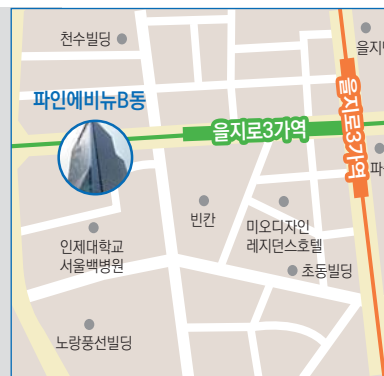 천수빌딩
을지
파인에비뉴B동
을지로3가역
을지로3가역
파
빈칸
미오디자인
레지던스호텔
인제대학교
서울백병원
초동빌딩
노랑풍선빌딩